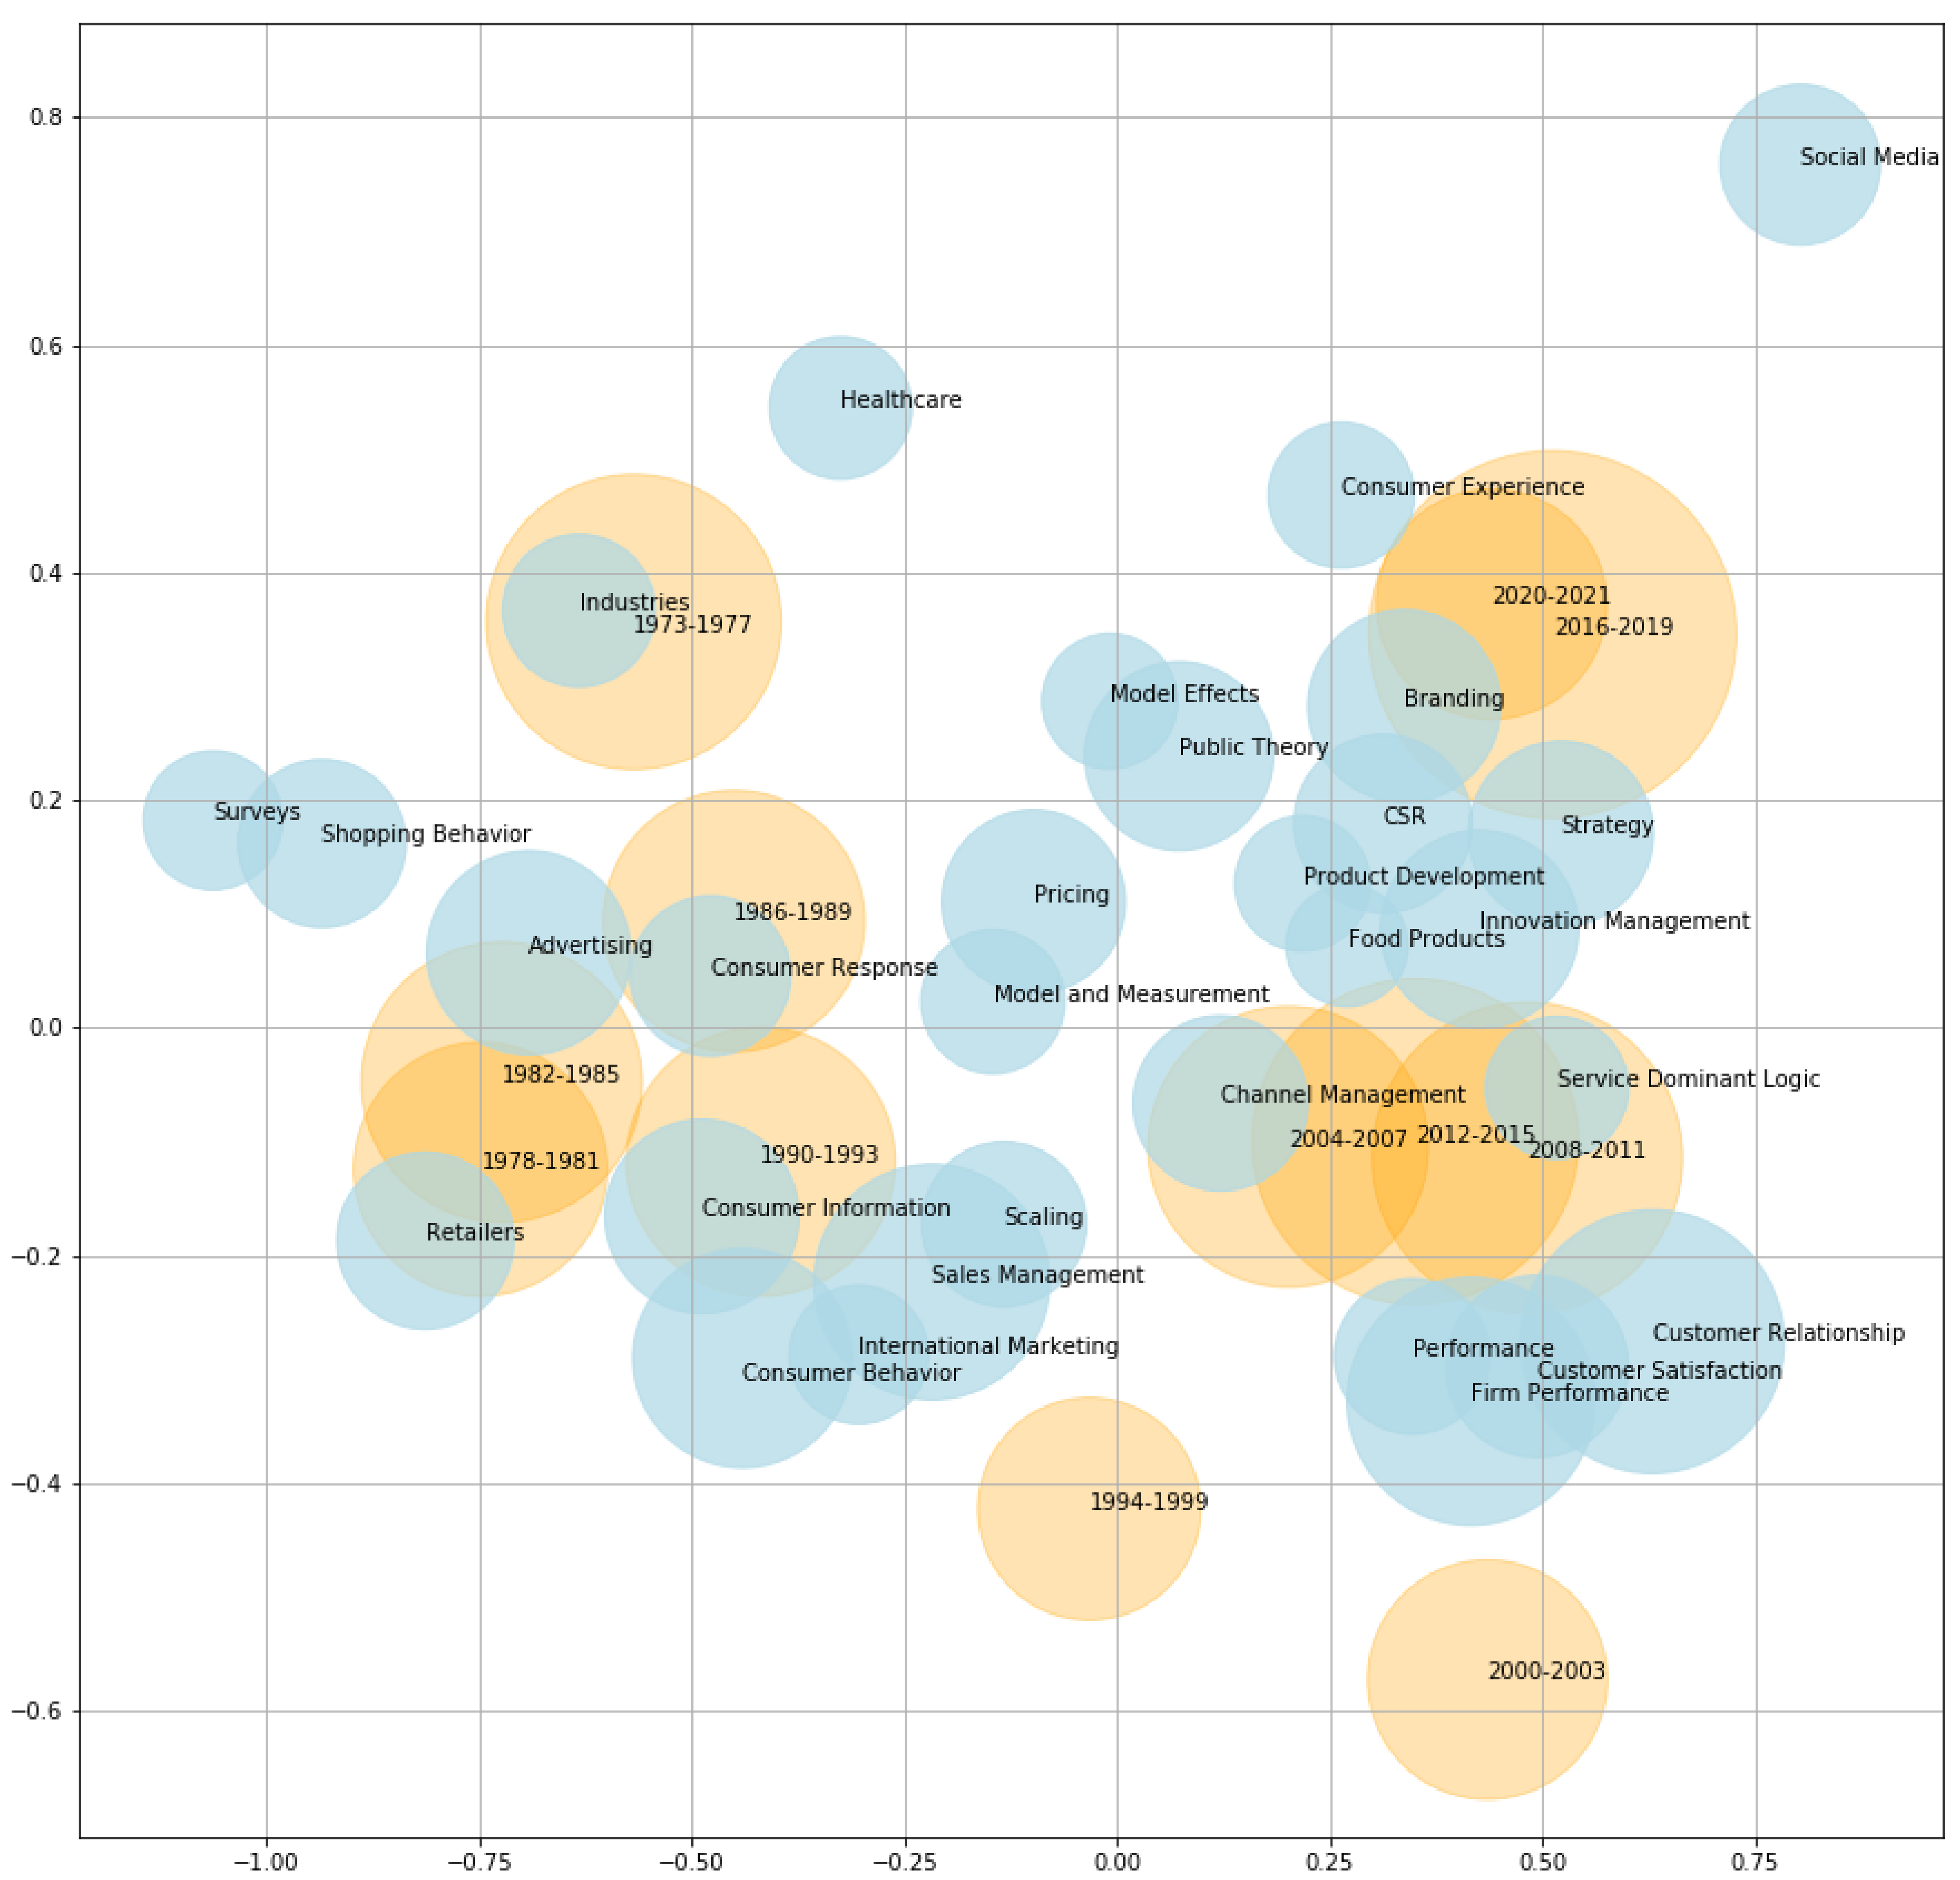 0.8
Social Media
0.6
Healthcare
Consumer Experience
0.4
2020-2021
Industries
1973-1977
2016-2019
Model Effects
Branding
Public Theory
0.2
Surveys
CSR
Strategy
Shopping Behavior
Product Development
Pricing
1986-1989
Innovation Management
Food Products
Advertising
Consumer Response
Model and Measurement
0.0
1982-1985
Service Dominant Logic
Channel Management
2012-2015
2004-2007
2008-2011
1990-1993
1978-1981
Consumer Information
Scaling
Retailers
−0.2
Sales Management
Customer Relationship
International Marketing
Performance
Consumer Behavior
Customer Satisfaction
Firm Performance
−0.4
1994-1999
2000-2003
−0.6
−1.00 −0.75 −0.50 −0.25 0.00 0.25 0.50 0.75